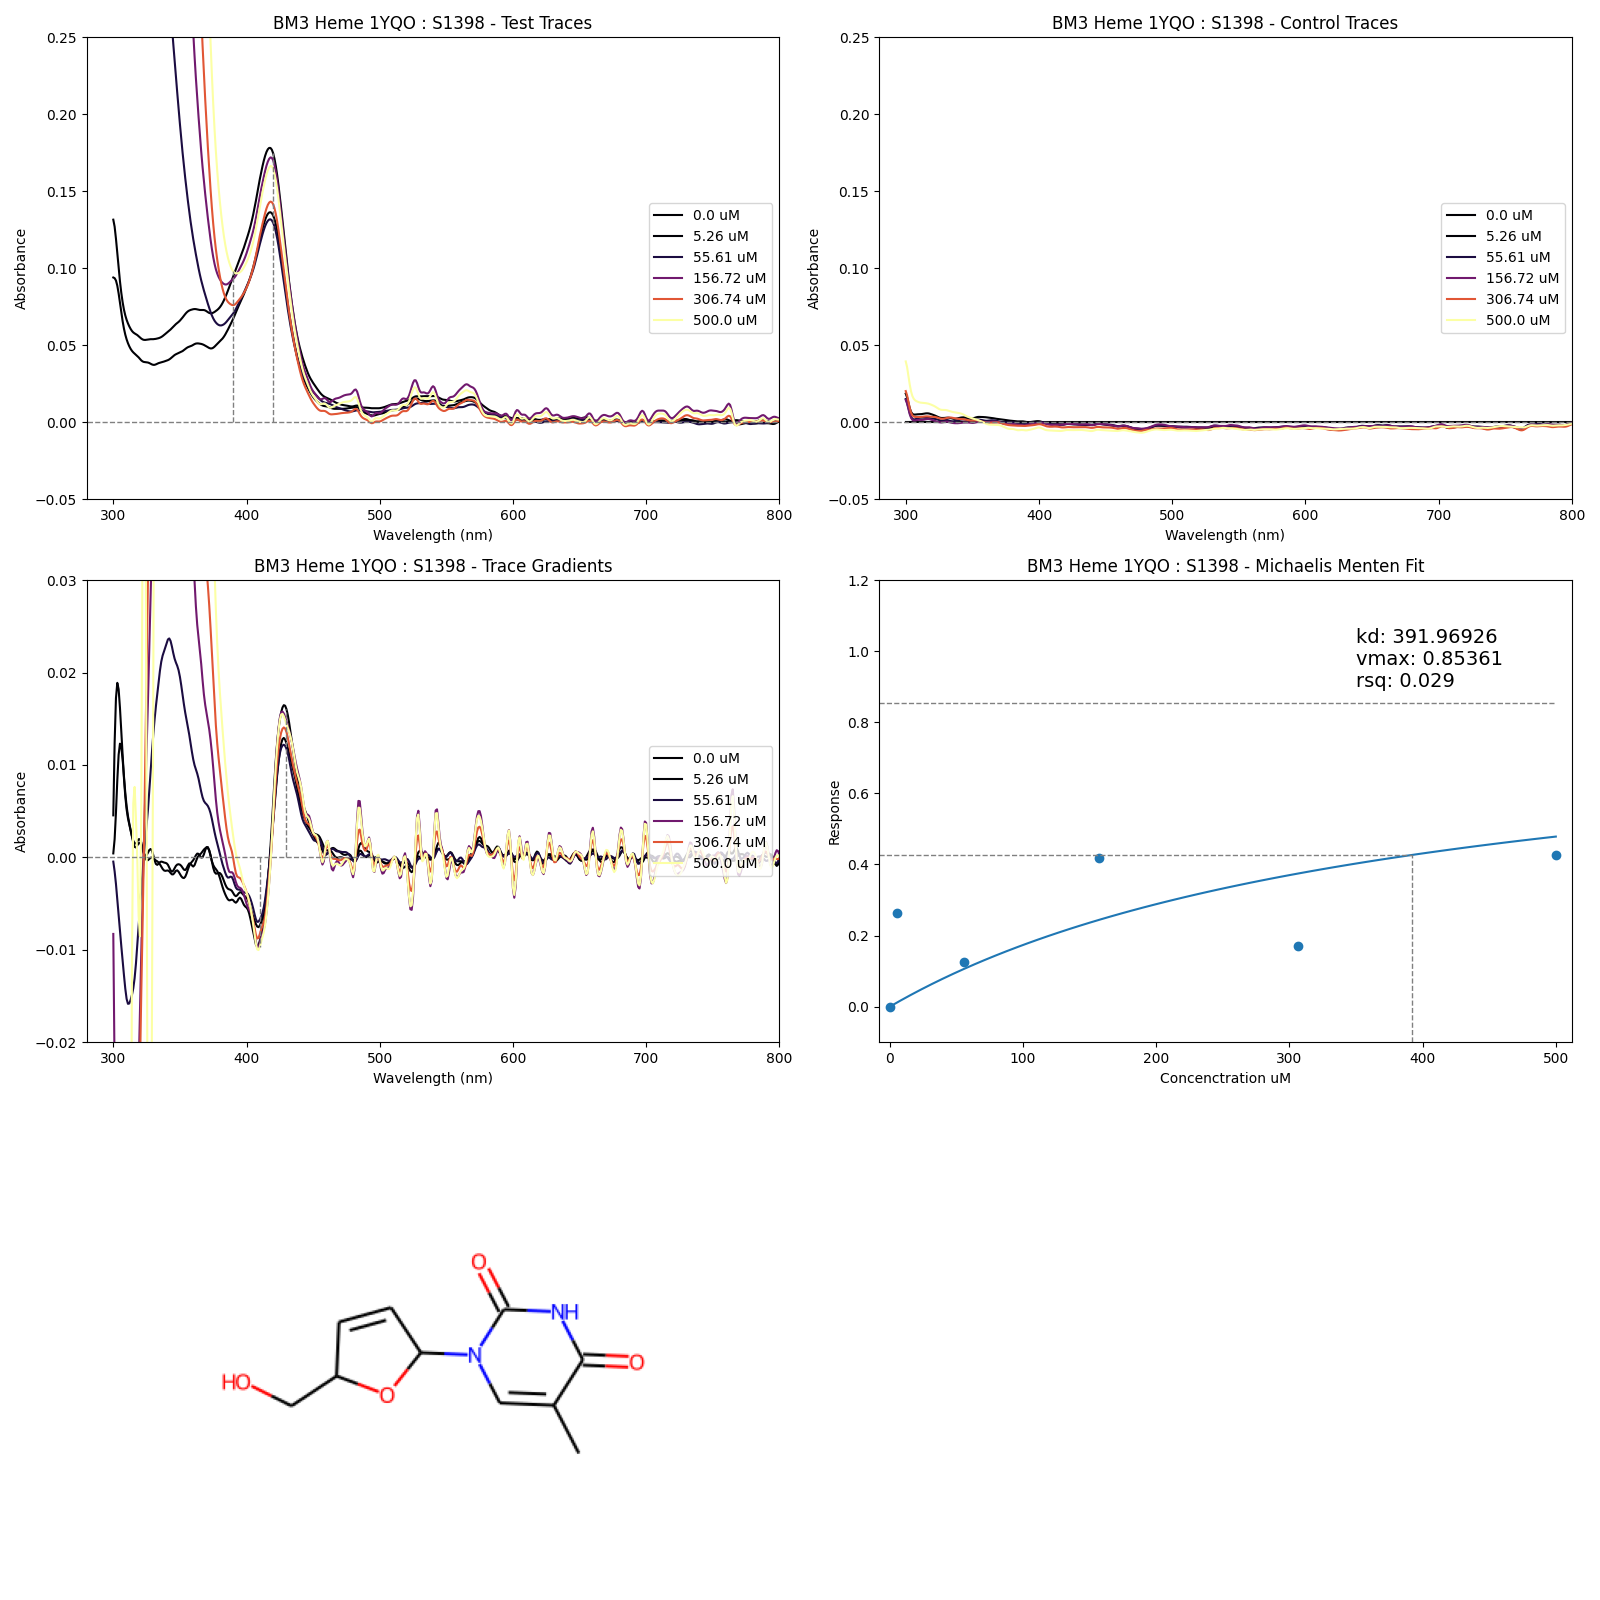 BM3 Heme 1YQO : S1398 - Test Traces
0.25
0.20
0.15
0.10
0.05
0.00
−0.05
Absorbance
300
400
500
600
700
800
Wavelength (nm)
0.0 uM
5.26 uM
55.61 uM
156.72 uM
306.74 uM
500.0 uM
BM3 Heme 1YQO : S1398 - Control Traces
0.25
0.20
0.15
0.10
0.05
0.00
−0.05
Absorbance
300
400
500
600
700
800
Wavelength (nm)
0.0 uM
5.26 uM
55.61 uM
156.72 uM
306.74 uM
500.0 uM
BM3 Heme 1YQO : S1398 - Trace Gradients
0.03
0.02
0.01
0.00
−0.01
−0.02
Absorbance
300
400
500
600
700
800
Wavelength (nm)
0.0 uM
5.26 uM
55.61 uM
156.72 uM
306.74 uM
500.0 uM
BM3 Heme 1YQO : S1398 - Michaelis Menten Fit
1.2
1.0
0.8
0.6
0.4
0.2
0.0
Response
kd: 391.96926
vmax: 0.85361
rsq: 0.029
0
100
200
300
400
500
Concenctration uM
O
NH
N
O
HO
O